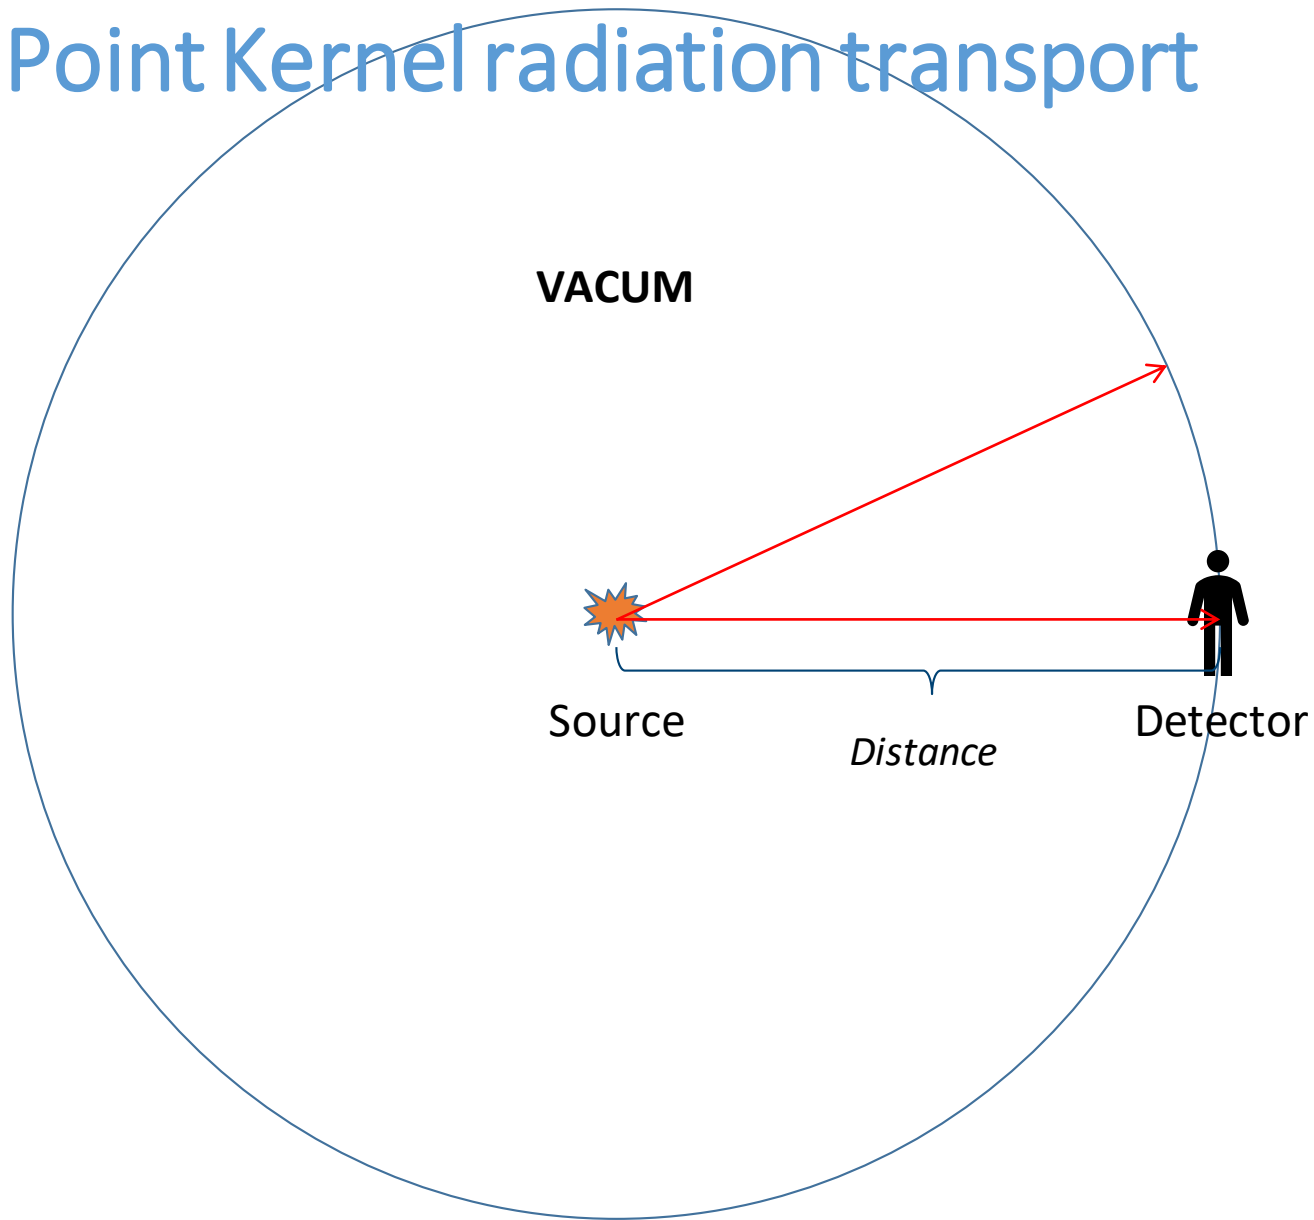 Point Kernel radiation transport
VACUM
Source
Detector
Distance